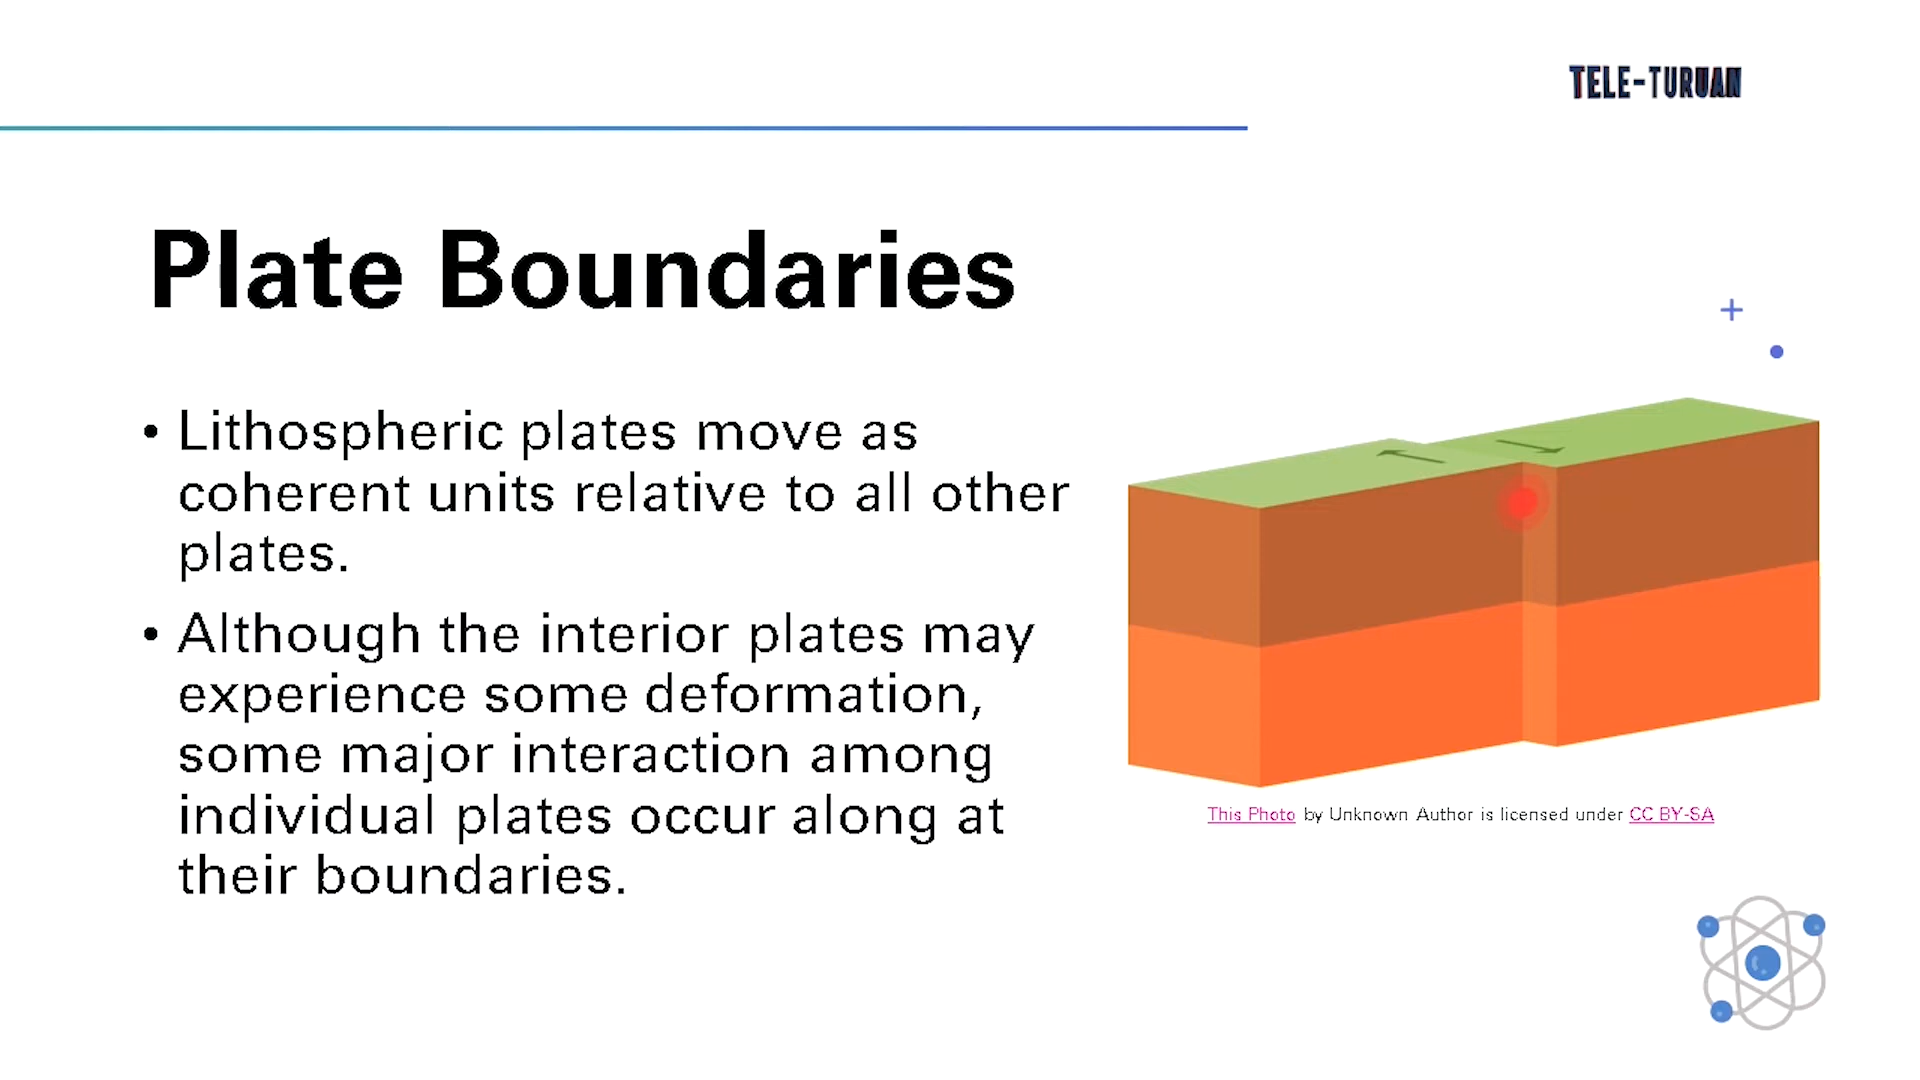 TELE-TURUAN
Plate Boundaries
• Lithospheric plates move as
coherent units relative to all other
plates.
• Although the interior plates may
experience some deformation,
some major interaction among
individual plates occur along at
their boundaries.
This Photo by Unknown Author is licensed under CC BY-SA